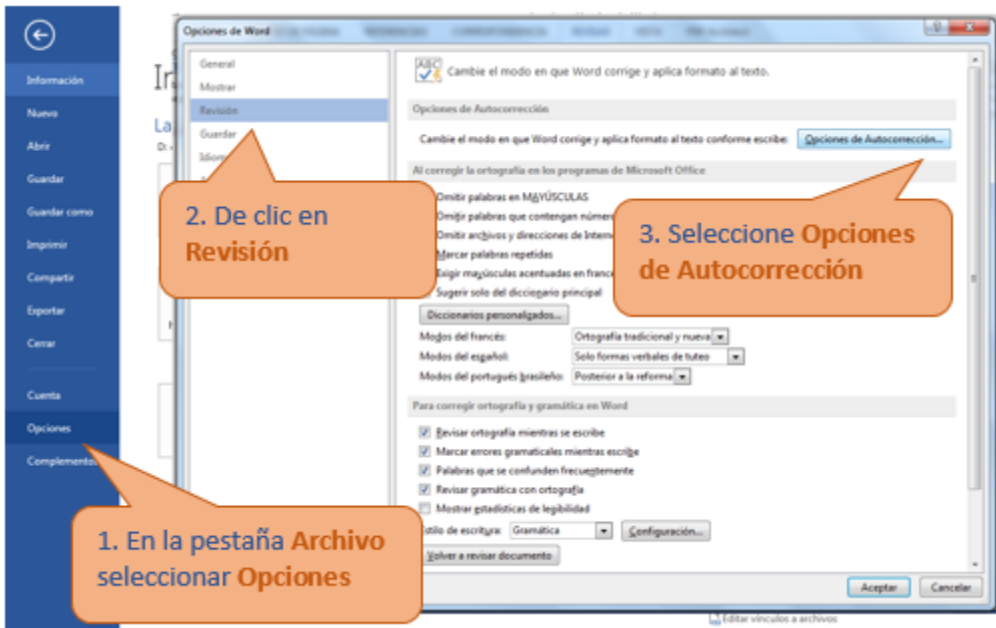 Opciones de Word
Información
Nuevo
Abrir
Guardar
Guardar como
Imprimir
Compartir
Exportar
Cerrar
Cuenta
Opciones
Complementos
General
Mostrar
Revisión
Guardar
ABC
Cambie el modo en que Word corrige y aplica formato al texto.
Opciones de Autocorrección
Cambie el modo en que Word corrige y aplica formato al texto conforme escribe: Opciones de Autocorrección...
Al corregir la ortografía en los programas de Microsoft Office
Omitir palabras en MAYÚSCULAS
Omitir palabras que contengan
Omitir archivos y direcciones de
Marcar palabras repetidas
Exigir mayúsculas acentuadas en
Sugerir solo del diccionario principal
Diccionarios personalizados...
Modos del francés: Ortografía tradicional y nueva
Modos del español: Solo formas verbales de tuteo
Modos del portugués brasileño: Posterior a la reforma
Para corregir ortografía y gramática en Word
Revisar ortografía mientras se escribe
Marcar errores gramaticales mientras escribe
Palabras que se confunden frecuentemente
Revisar gramática con ortografía
Mostrar estadísticas de legibilidad
de escritura: Gramática Configuración...
Volver a revisar documento
Aceptar Cancelar
Editar vínculos a archivos
2. De clic en
Revisión
3. Seleccione Opciones
de Autocorrección
1. En la pestaña Archivo
seleccionar Opciones